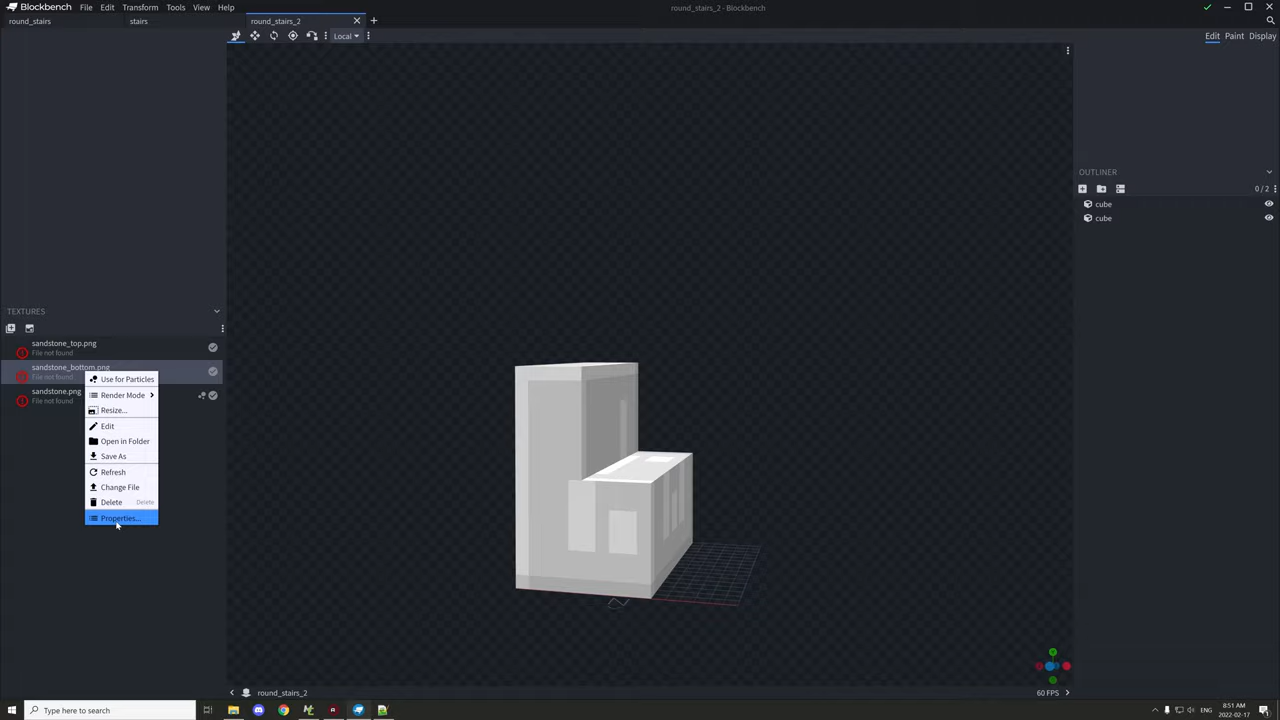 Blockbench File Edit Transform Tools View Help round_stairs_2 - Blockbench
round_stairs stairs round_stairs_2
Local Edit Paint Display
OUTLINER
0 / 2
cube
cube
TEXTURES
sandstone_top.png
File not found
sandstone_bottom.png
File not found
sandstone.png
File not found
Use for Particles
Render Mode
Resize...
Edit
Open in Folder
Save As
Refresh
Change File
Delete Delete
Properties...
round_stairs_2 60 FPS
Type here to search ENG 8:51 AM
2022-02-17